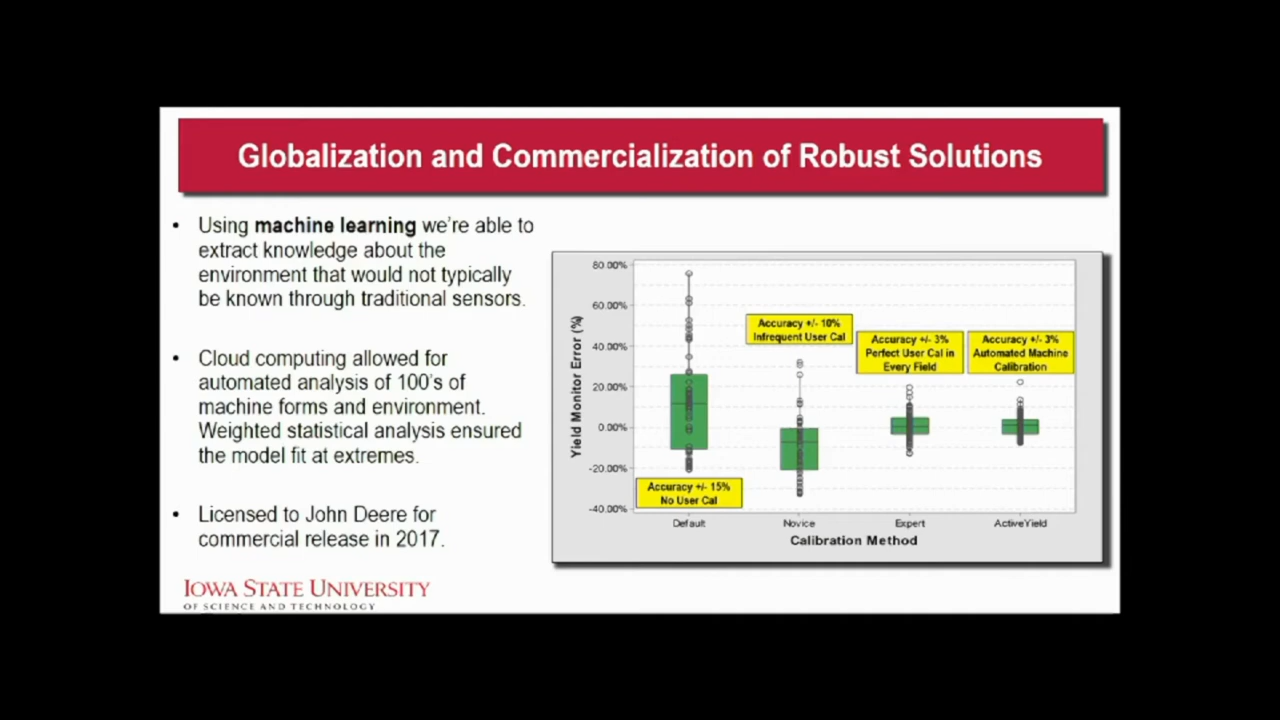 Globalization and Commercialization of Robust Solutions
• Using machine learning we're able to
extract knowledge about the
environment that would not typically
be known through traditional sensors.
• Cloud computing allowed for
automated analysis of 100's of
machine forms and environment.
Weighted statistical analysis ensured
the model fit at extremes.
• Licensed to John Deere for
commercial release in 2017.
IOWA STATE UNIVERSITY
OF SCIENCE AND TECHNOLOGY
Yield Monitor Error (%)
80.00%
60.00%
40.00%
20.00%
0.00%
-20.00%
-40.00%
Accuracy +/- 15%
No User Cal
Accuracy +/- 10%
Infrequent User Cal
Accuracy +/- 3%
Perfect User Cal in
Every Field
Accuracy +/- 3%
Automated Machine
Calibration
Default
Novice
Expert
ActiveYield
Calibration Method